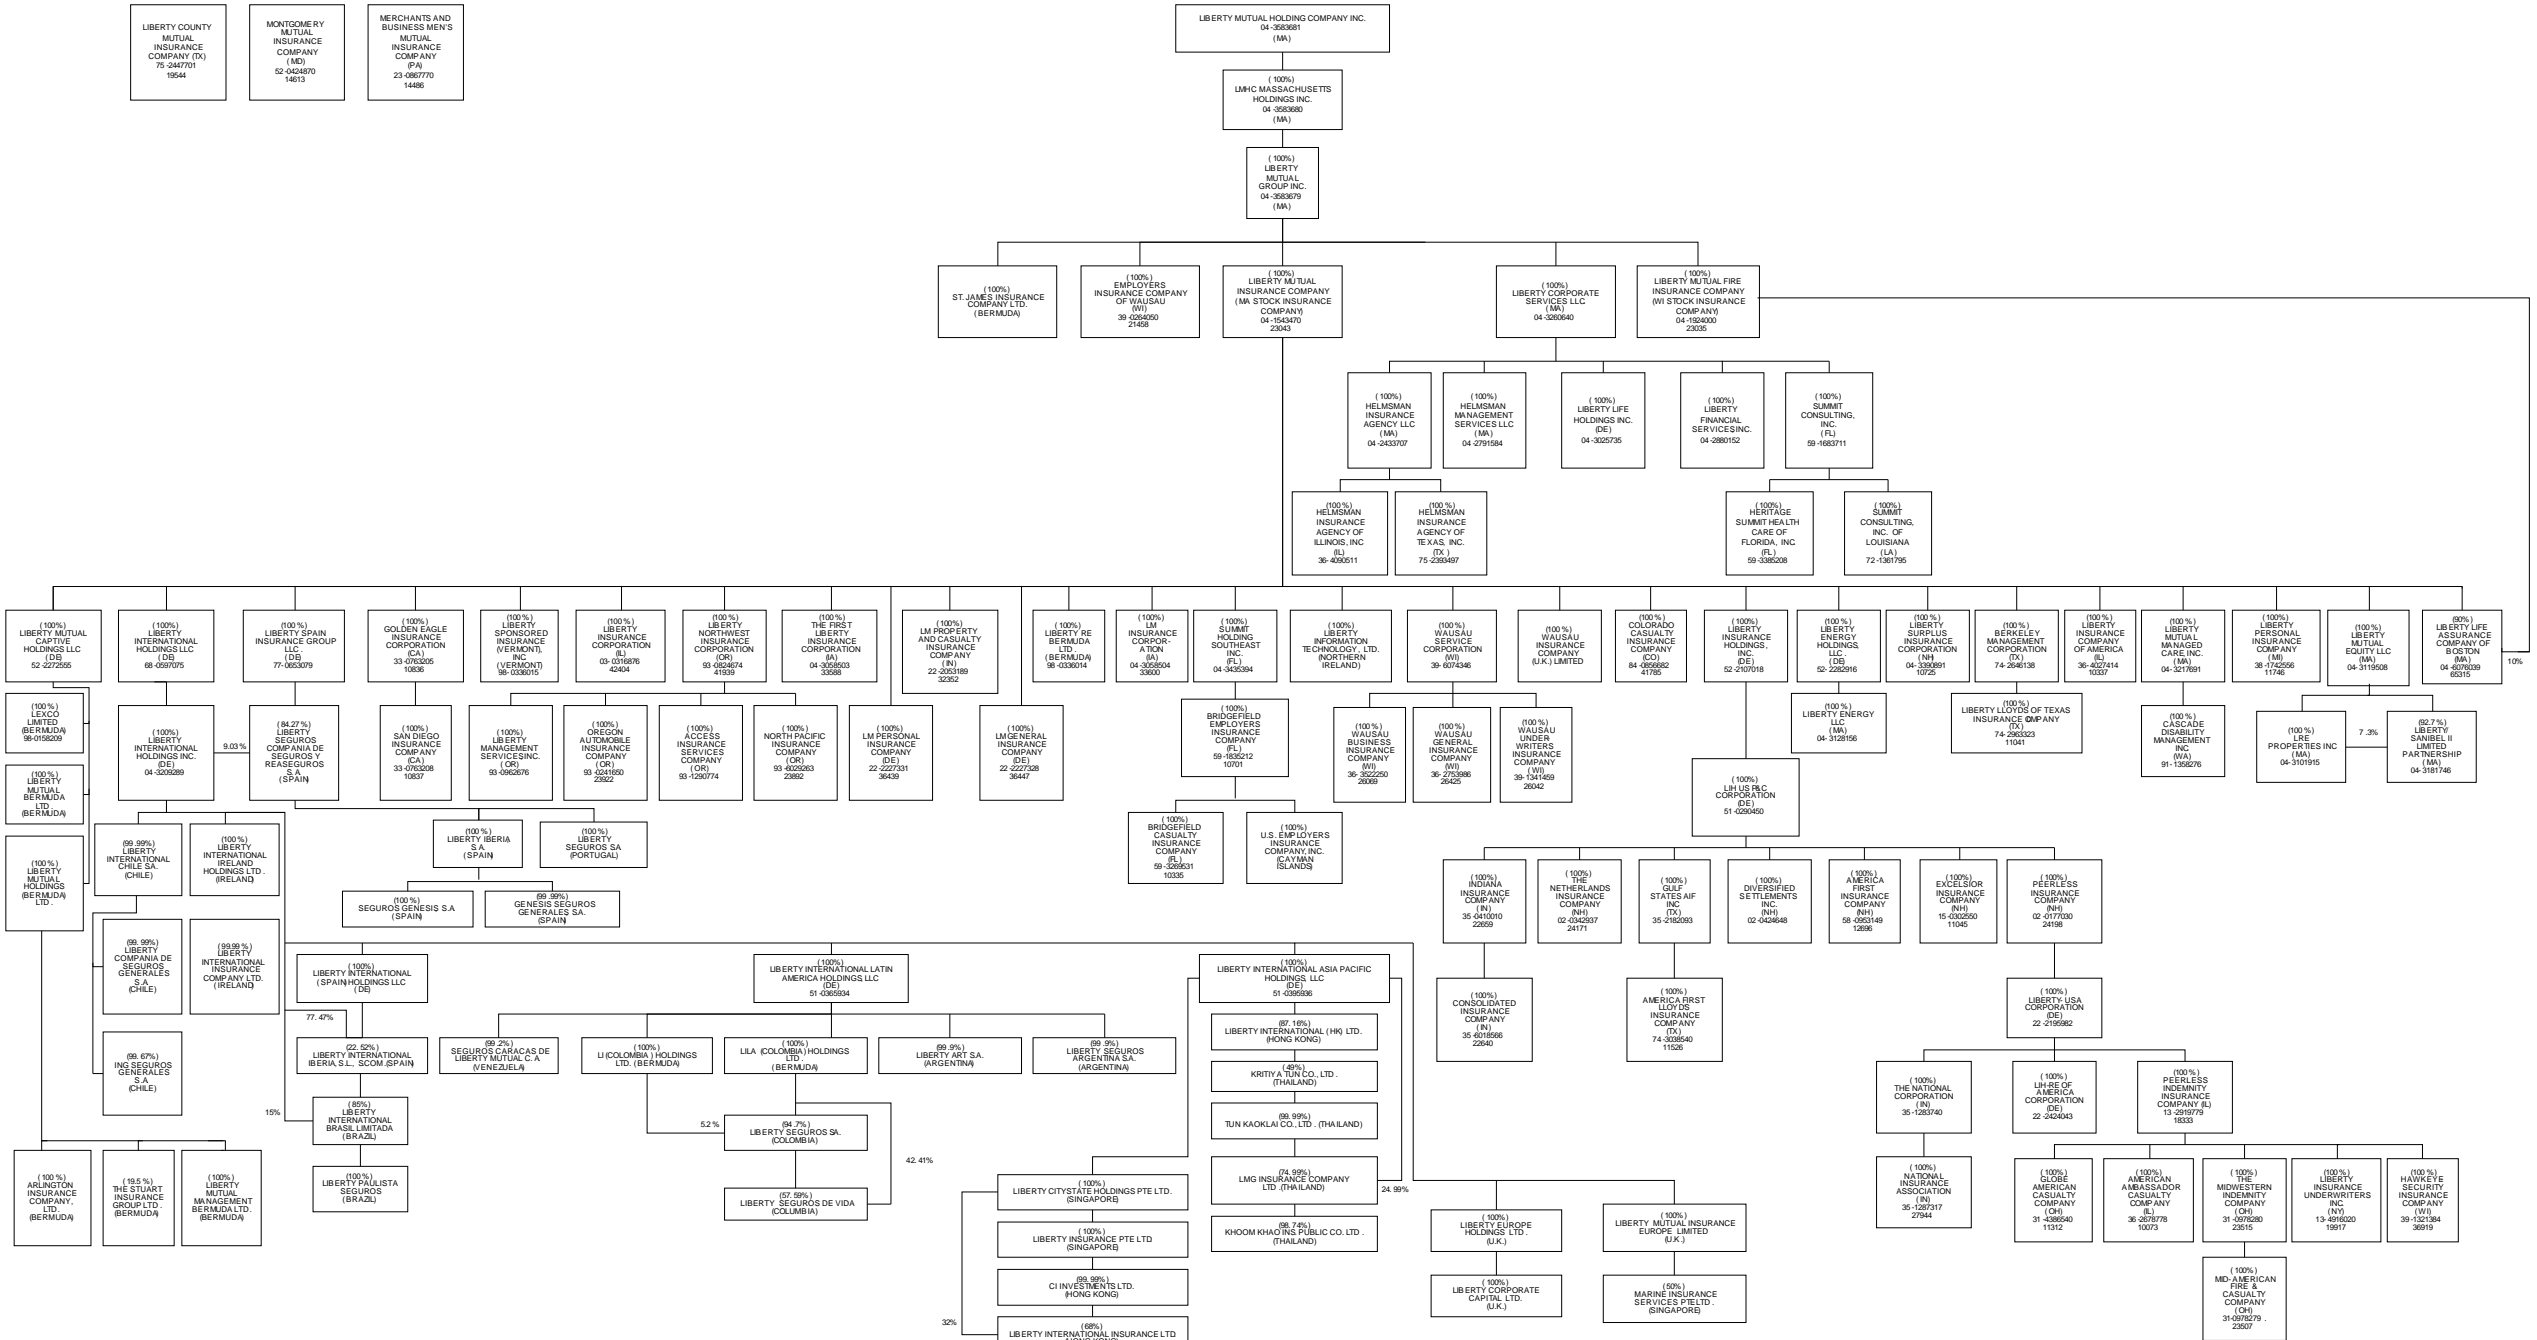 LIBERTY COUNTY
MUTUAL
INSURANCE
COMPANY (TX)
75 -2447701
19544
MONTGOMERY
MUTUAL
INSURANCE
COMPANY
( MD)
52 -0424870
14613
MERCHANTS AND
BUSINESS MEN'S
MUTUAL
INSURANCE
COMPANY
(PA)
23 -0867770
14486
LIBERTY MUTUAL HOLDING COMPANY INC.
04 -3583681
( MA)
( 100%)
LMHC MASSACHUSETTS
HOLDINGS INC.
04 -3583680
( MA)
( 100%)
LIBERTY
MUTUAL
GROUP INC.
04 -3583679
( MA)
(100%)
ST. JAMES INSURANCE
COMPANY LTD.
( BERMUDA)
(100%)
EMPLOYERS
INSURANCE COMPANY
OF WAUSAU
(WI)
39 -0264050
21458
( 100%)
LIBERTY MUTUAL
INSURANCE COMPANY
( MA STOCK INSURANCE
COMPANY)
04 -1543470
23043
(100%)
LIBERTY CORPORATE
SERVICES LLC
( MA)
04 -3260640
( 100%)
LIBERTY MUTUAL FIRE
INSURANCE COMPANY
(WI STOCK INSURANCE
COMPANY)
04 -1924000
23035
( 100%)
HELMSMAN
INSURANCE
AGENCY LLC
( MA)
04 -2433707
( 100%)
HELMSMAN
MANAGEMENT
SERVICES LLC
( MA)
04 -2791584
( 100%)
LIBERTY LIFE
HOLDINGS INC.
(DE)
04 -3025735
( 100%)
LIBERTY
FINANCIAL
SERVICES, INC.
04 -2880152
( 100%)
SUMMIT
CONSULTING,
INC.
( FL)
59 -1683711
(100 %)
HELMSMAN
INSURANCE
AGENCY OF
ILLINOIS, INC
(IL)
36- 4090511
(100 %)
HELMSMAN
INSURANCE
AGENCY OF
TEXAS, INC.
(TX )
75 -2393497
(100%)
HERITAGE
SUMMIT HEALTH
CARE OF
FLORIDA, INC.
(FL)
59 -3385208
(100%)
SUMMIT
CONSULTING,
INC. OF
LOUISIANA
( LA)
72 -1361795
(100%)
LIBERTY MUTUAL
CAPTIVE
HOLDINGS LLC
( DE)
52 -2272555
(100%)
LIBERTY
INTERNATIONAL
HOLDINGS LLC
( DE)
68 -0597075
(100 %)
LIBERTY SPAIN
INSURANCE GROUP
LLC .
( DE)
77- 0653079
(100%)
GOLDEN EAGLE
INSURANCE
CORPORATION
(CA)
33 -0763205
10836
(100 %)
LIBERTY
SPONSORED
INSURANCE
(VERMONT),
INC
( VERMONT)
98- 0336015
(100 %)
LIBERTY
INSURANCE
CORPORATION
(IL)
03- 0316876
42404
(100 %)
LIBERTY
NORTHWEST
INSURANCE
CORPORATION
(OR)
93 -0824674
41939
(100 %)
THE FIRST
LIBERTY
INSURANCE
CORPORATION
(IA)
04 -3058503
33588
(100%)
LM PROPERTY
AND CASUALTY
INSURANCE
COMPANY
( IN)
22 -2053189
32352
(100%)
LIBERTY RE
BERMUDA
LTD .
( BERMUDA)
98 -0336014
(100%)
LM
INSURANCE
CORPOR-
ATION
(IA)
04 -3058504
33600
(100 %)
SUMMIT
HOLDING
SOUTHEAST
INC.
(FL)
04 -3435394
(100%)
LIBERTY
INFORMATION
TECHNOLOGY , LTD.
(NORTHERN
IRELAND)
(100%)
WAUSAU
SERVICE
CORPORATION
(WI)
39- 6074346
(100%)
WAUSAU
INSURANCE
COMPANY
(U.K.) LIMITED
(100 %)
COLORADO
CASUALTY
INSURANCE
COMPANY
(CO)
84 -0856682
41785
(100%)
LIBERTY
INSURANCE
HOLDINGS,
INC.
(DE)
52 -2107018
(100%)
LIBERTY
ENERGY
HOLDINGS,
LLC .
( DE)
52- 2282916
(100 %)
LIBERTY
SURPLUS
INSURANCE
CORPORATION
( NH)
04- 3390891
10725
(100 %)
BERKELEY
MANAGEMENT
CORPORATION
(TX)
74- 2646138
(100%)
LIBERTY
INSURANCE
COMPANY
OF AMERICA
(IL)
36- 4027414
10337
(100%)
LIBERTY
MUTUAL
MANAGED
CARE, INC.
(MA)
04- 3217691
(100%)
LIBERTY
PERSONAL
INSURANCE
COMPANY
(MI)
38 -1742556
11746
(100 %)
LIBERTY
MUTUAL
EQUITY LLC
(MA)
04- 3119508
(90%)
LIBERTY LIFE
ASSURANCE
COMPANY OF
BOSTON
(MA)
04 -6076039
65315
10%
(100 %)
LEXCO
LIMITED
(BERMUDA)
98-0158209
(100%)
LIBERTY
INTERNATIONAL
HOLDINGS INC.
(DE)
04 -3209289
9.03 %
( 84.27 %)
LIBERTY
SEGUROS
COMPANIA DE
SEGUROS Y
REASEGUROS
S. A
( SPAIN)
(100%)
SAN DIEGO
INSURANCE
COMPANY
(CA)
33 -0763208
10837
(100 %)
LIBERTY
MANAGEMENT
SERVICES, INC.
( OR)
93 -0962676
(100%)
OREGON
AUTOMOBILE
INSURANCE
COMPANY
(OR)
93 -0241650
23922
(100%)
ACCESS
INSURANCE
SERVICES
COMPANY
( OR)
93 -1290774
(100%)
NORTH PACIFIC
INSURANCE
COMPANY
( OR)
93 -6029263
23892
(100 %)
LM PERSONAL
INSURANCE
COMPANY
(DE)
22 -2227331
36439
(100%)
LM GENERAL
INSURANCE
COMPANY
(DE)
22 -2227328
36447
(100%)
BRIDGEFIELD
EMPLOYERS
INSURANCE
COMPANY
(FL)
59 -1835212
10701
(100 %)
WAUSAU
BUSINESS
INSURANCE
COMPANY
(WI)
36- 3522250
26069
(100 %)
WAUSAU
GENERAL
INSURANCE
COMPANY
(WI)
36- 2753986
26425
(100 %)
WAUSAU
UNDER-
WRITERS
INSURANCE
COMPANY
( WI)
39- 1341459
26042
(100 %)
LIBERTY ENERGY
LLC
( MA)
04- 3128156
(100 %)
LIBERTY LLOYDS OF TEXAS
INSURANCE COMPANY
(TX)
74- 2963323
11041
(100 %)
CASCADE
DISABILITY
MANAGEMENT
INC.
(WA)
91- 1358276
(100 %)
LRE
PROPERTIES INC
( MA)
04- 3101915
7 .3%
(92.7 %)
LIBERTY/
SANIBEL II
LIMITED
PARTNERSHIP
( MA)
04- 3181746
(100%)
LIH US P&C
CORPORATION
(DE)
51 -0290450
(100 %)
LIBERTY
MUTUAL
BERMUDA
LTD .
(BERMUDA)
(100 %)
LIBERTY
MUTUAL
HOLDINGS
(BERMUDA)
LTD .
(99 .99%)
LIBERTY
INTERNATIONAL
CHILE SA.
(CHILE)
(100 %)
LIBERTY
INTERNATIONAL
IRELAND
HOLDINGS LTD .
(IRELAND)
(100 %)
LIBERTY IBERIA,
S. A.
( SPAIN)
(100 %)
LIBERTY
SEGUROS SA
(PORTUGAL)
(100%)
BRIDGEFIELD
CASUALTY
INSURANCE
COMPANY
(FL)
59 -3269531
10335
(100%)
U.S. EMPLOYERS
INSURANCE
COMPANY, INC.
(CAYMAN
ISLANDS)
(100 %)
SEGUROS GENESIS S.A.
(SPAIN)
(99 .99%)
GENESIS SEGUROS
GENERALES S.A.
(SPAIN)
(100%)
INDIANA
INSURANCE
COMPANY
( IN)
35 -0410010
22659
(100%)
THE
NETHERLANDS
INSURANCE
COMPANY
(NH)
02 -0342937
24171
( 100%)
GULF
STATES AIF
INC
(TX)
35 -2182093
(100%)
DIVERSIFIED
SETTLEMENTS
INC.
(NH)
02 -0424648
( 100%)
AMERICA
FIRST
INSURANCE
COMPANY
(NH)
58 -0953149
12696
(100%)
EXCELSIOR
INSURANCE
COMPANY
(NH)
15 -0302550
11045
(100%)
PEERLESS
INSURANCE
COMPANY
(NH)
02 -0177030
24198
(99. 99%)
LIBERTY
COMPANIA DE
SEGUROS
GENERALES
S.A
(CHILE)
( 99.99 %)
LIBERTY
INTERNATIONAL
INSURANCE
COMPANY LTD.
(IRELAND)
(100%)
LIBERTY INTERNATIONAL
( SPAIN) HOLDINGS LLC
( DE)
( 100%)
LIBERTY INTERNATIONAL LATIN
AMERICA HOLDINGS, LLC
(DE)
51 -0365934
(100%)
LIBERTY INTERNATIONAL ASIA PACIFIC
HOLDINGS, LLC
(DE)
51 -0395936
(100%)
CONSOLIDATED
INSURANCE
COMPANY
( IN)
35 -6018566
22640
( 100%)
AMERICA FIRST
LLOYDS
INSURANCE
COMPANY
(TX)
74 -3038540
11526
(100%)
LIBERTY- USA
CORPORATION
(DE)
22 -2195982
77. 47%
(22. 52%)
LIBERTY INTERNATIONAL
IBERIA, S.L., SCOM.(SPAIN)
(99 .2%)
SEGUROS CARACAS DE
LIBERTY MUTUAL C. A.
(VENEZUELA)
(100%)
LI (COLOMBIA ) HOLDINGS
LTD. ( BERMUDA)
(100%)
LILA (COLOMBIA) HOLDINGS
LTD .
( BERMUDA)
(99 .9%)
LIBERTY ART S.A.
(ARGENTINA)
(99 .9%)
LIBERTY SEGUROS
ARGENTINA S.A.
(ARGENTINA)
(87. 16%)
LIBERTY INTERNATIONAL ( HK) LTD.
(HONG KONG)
(49%)
KRITIYA TUN CO., LTD .
(THAILAND)
(99. 99%)
TUN KAOKLAI CO., LTD . (THAILAND)
(74. 99%)
LMG INSURANCE COMPANY
LTD .(THAILAND)
24. 99%
(98. 74%)
KHOOM KHAO INS. PUBLIC CO. LTD .
(THAILAND)
(99. 67%)
ING SEGUROS
GENERALES
S.A
(CHILE)
15%
( 85%)
LIBERTY
INTERNATIONAL
BRASIL LIMITADA
( BRAZIL)
(100 %)
LIBERTY PAULISTA
SEGUROS
(BRAZIL)
5.2 %
(94 .7%)
LIBERTY SEGUROS SA.
(COLOMBIA)
42. 41%
(57. 59%)
LIBERTY SEGUROS DE VIDA
(COLUMBIA)
(100%)
THE NATIONAL
CORPORATION
( IN)
35 -1283740
(100%)
LIH-RE OF
AMERICA
CORPORATION
(DE)
22 -2424043
(100 %)
PEERLESS
INDEMNITY
INSURANCE
COMPANY (IL)
13 -2919779
18333
( 100 %)
ARLINGTON
INSURANCE
COMPANY,
LTD.
(BERMUDA)
( 19.5 %)
THE STUART
INSURANCE
GROUP LTD .
( BERMUDA)
(100%)
LIBERTY
MUTUAL
MANAGEMENT
BERMUDA LTD.
(BERMUDA)
(100%)
LIBERTY CITYSTATE HOLDINGS PTE LTD.
(SINGAPORE)
( 100%)
LIBERTY INSURANCE PTE LTD.
(SINGAPORE)
(99. 99%)
CI INVESTMENTS LTD.
(HONG KONG)
32%
(68%)
LIBERTY INTERNATIONAL INSURANCE LTD.
(100%)
LIBERTY EUROPE
HOLDINGS LTD .
(U.K.)
(100%)
LIBERTY MUTUAL INSURANCE
EUROPE LIMITED
(U.K.)
(100%)
LIBERTY CORPORATE
CAPITAL LTD.
(U.K.)
(50%)
MARINE INSURANCE
SERVICES PTE LTD .
(SINGAPORE)
(100%)
NATIONAL
INSURANCE
ASSOCIATION
( IN)
35 -1287317
27944
(100%)
GLOBE
AMERICAN
CASUALTY
COMPANY
( OH)
31 -4386540
11312
(100%)
AMERICAN
AMBASSADOR
CASUALTY
COMPANY
(IL)
36 -2678778
10073
(100%)
THE
MIDWESTERN
INDEMNITY
COMPANY
(OH)
31 -0978280
23515
(100 %)
LIBERTY
INSURANCE
UNDERWRITERS
INC.
(NY)
13- 4916020
19917
(100 %)
HAWKEYE
SECURITY
INSURANCE
COMPANY
( WI)
39 -1321384
36919
( 100%)
MID- AMERICAN
FIRE &
CASUALTY
COMPANY
( OH)
31-0978279 .
23507